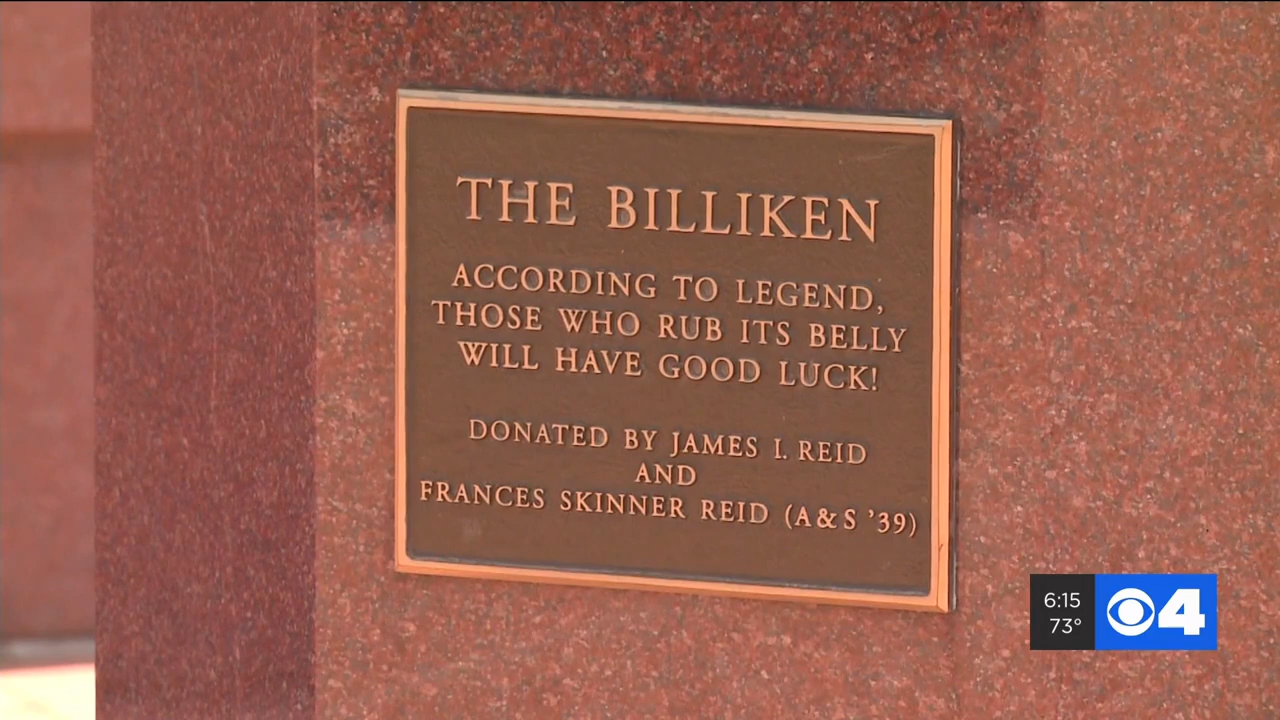 THE BILLIKEN
ACCORDING TO LEGEND,
THOSE WHO RUB ITS BELLY
WILL HAVE GOOD LUCK!
DONATED BY JAMES I. REID
AND
FRANCES SKINNER REID (A&S '39)
6:15
73°
4